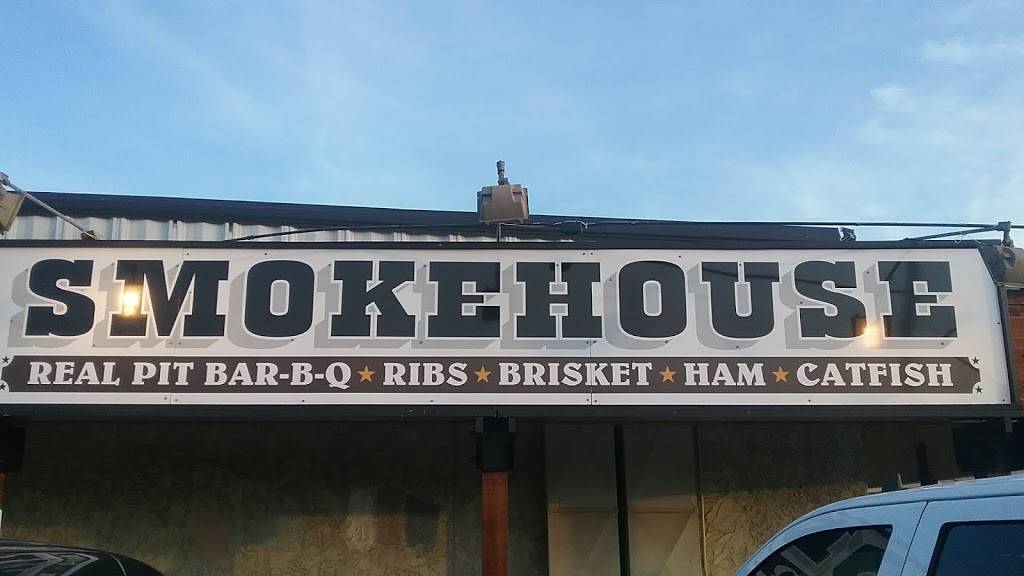 SMOKEHOUSE
REAL PIT BAR-B-Q ★ RIBS ★ BRISKET ★ HAM ★ CATFISH